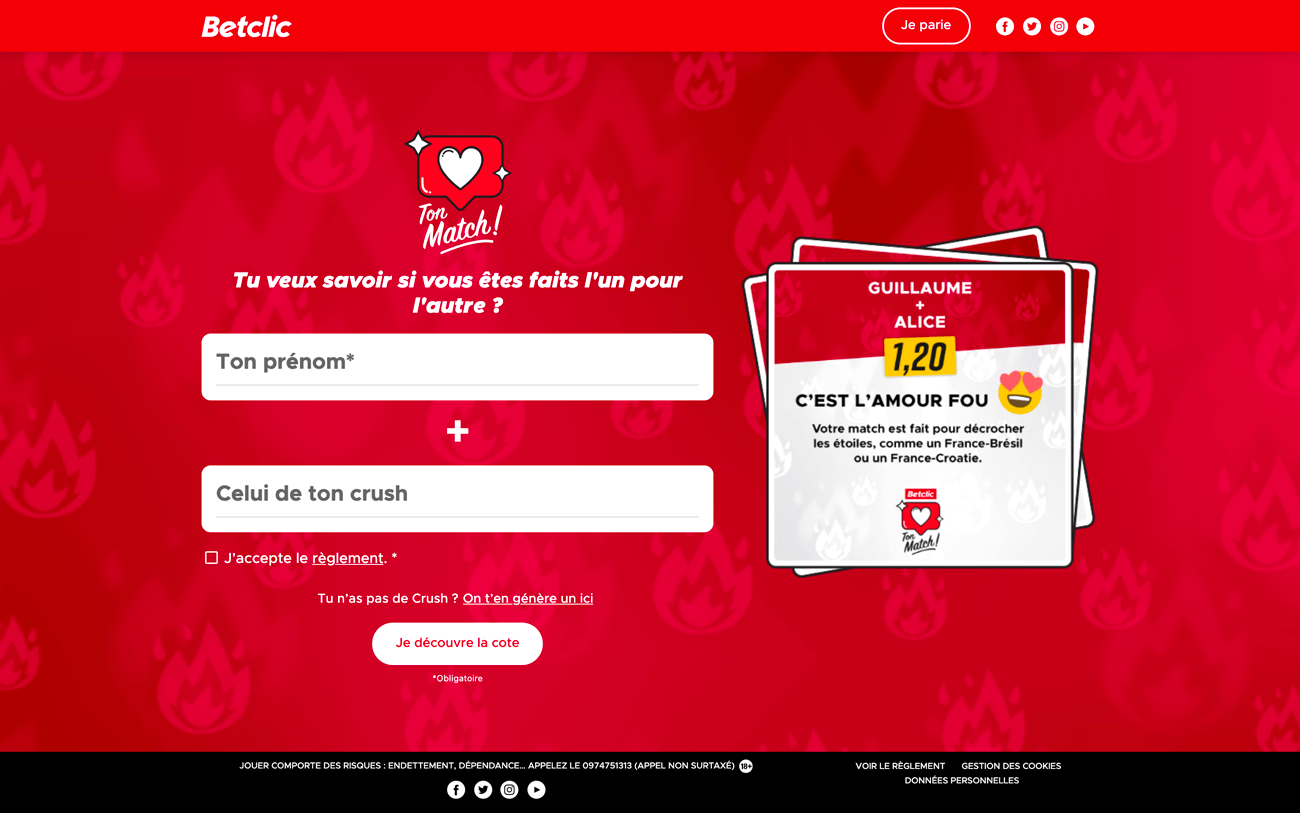 Betclic
Je parie
Ton
Match!
Tu veux savoir si vous êtes faits l'un pour
l'autre ?
Ton prénom*
+
Celui de ton crush
J'accepte le règlement. *
Tu n'as pas de Crush ? On t'en génère un ici
Je découvre la cote
*Obligatoire
GUILLAUME
+
ALICE
1,20
C'EST L'AMOUR FOU
Votre match est fait pour décrocher
les étoiles, comme un France-Brésil
ou un France-Croatie.
Betclic
Ton
Match!
JOUER COMPORTE DES RISQUES : ENDETTEMENT, DÉPENDANCE... APPELEZ LE 0974751313 (APPEL NON SURTAXÉ) 18+
VOIR LE RÈGLEMENT GESTION DES COOKIES
DONNÉES PERSONNELLES